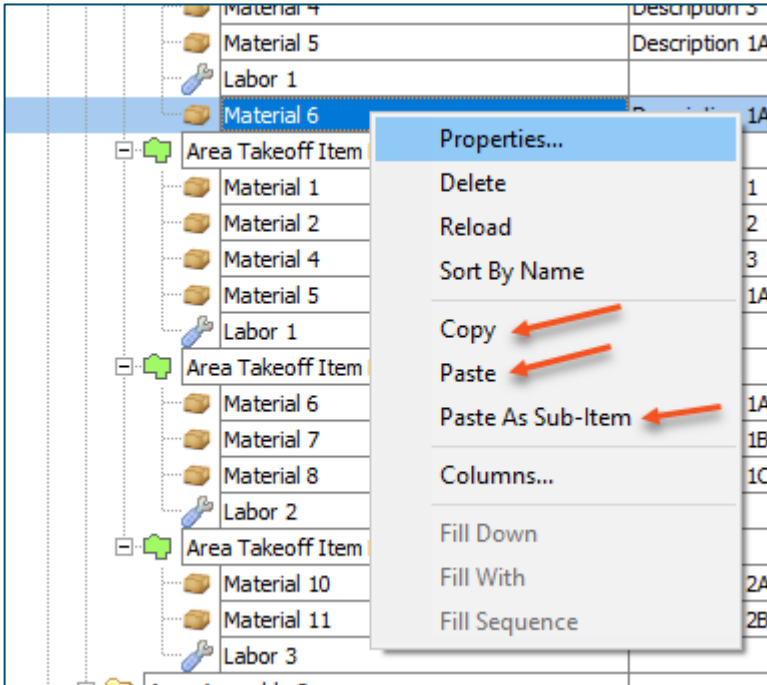 Material 4 Description 3
Material 5 Description 1A
Labor 1
Material 6 1A
Properties...
Area Takeoff Item
Delete
Material 1 1
Material 2 2
Reload
Material 4 3
Sort By Name
Material 5 1A
Labor 1
Copy
Area Takeoff Item
Paste
Material 6 1A
Paste As Sub-Item
Material 7 1B
Material 8 1C
Columns...
Labor 2
Fill Down
Area Takeoff Item
Material 10 2A
Fill With
Material 11 2B
Fill Sequence
Labor 3